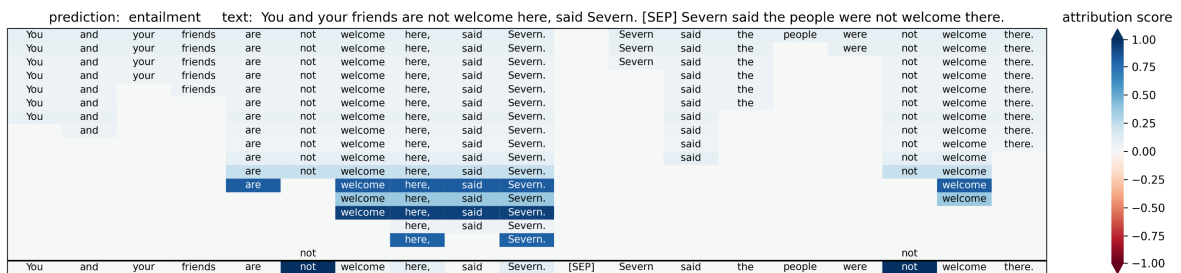 prediction: entailment text: You and your friends are not welcome here, said Severn. [SEP] Severn said the people were not welcome there.
attribution score
You and your friends are not welcome here, said Severn. Severn said the people were not welcome there.
You and your friends are not welcome here, said Severn. Severn said the were not welcome there.
You and your friends are not welcome here, said Severn. Severn said the not welcome there.
You and your friends are not welcome here, said Severn. said the not welcome there.
You and friends are not welcome here, said Severn. said the not welcome there.
You and are not welcome here, said Severn. said the not welcome there.
You and are not welcome here, said Severn. said not welcome there.
and are not welcome here, said Severn. said not welcome there.
are not welcome here, said Severn. said not welcome there.
are not welcome here, said Severn. said not welcome
are not welcome here, said Severn. not welcome
are welcome here, said Severn. welcome
welcome here, said Severn. welcome
welcome here, said Severn.
here, said Severn.
here, Severn.
not not
You and your friends are not welcome here, said Severn. [SEP] Severn said the people were not welcome there.
1.00
0.75
0.50
0.25
0.00
−0.25
−0.50
−0.75
−1.00